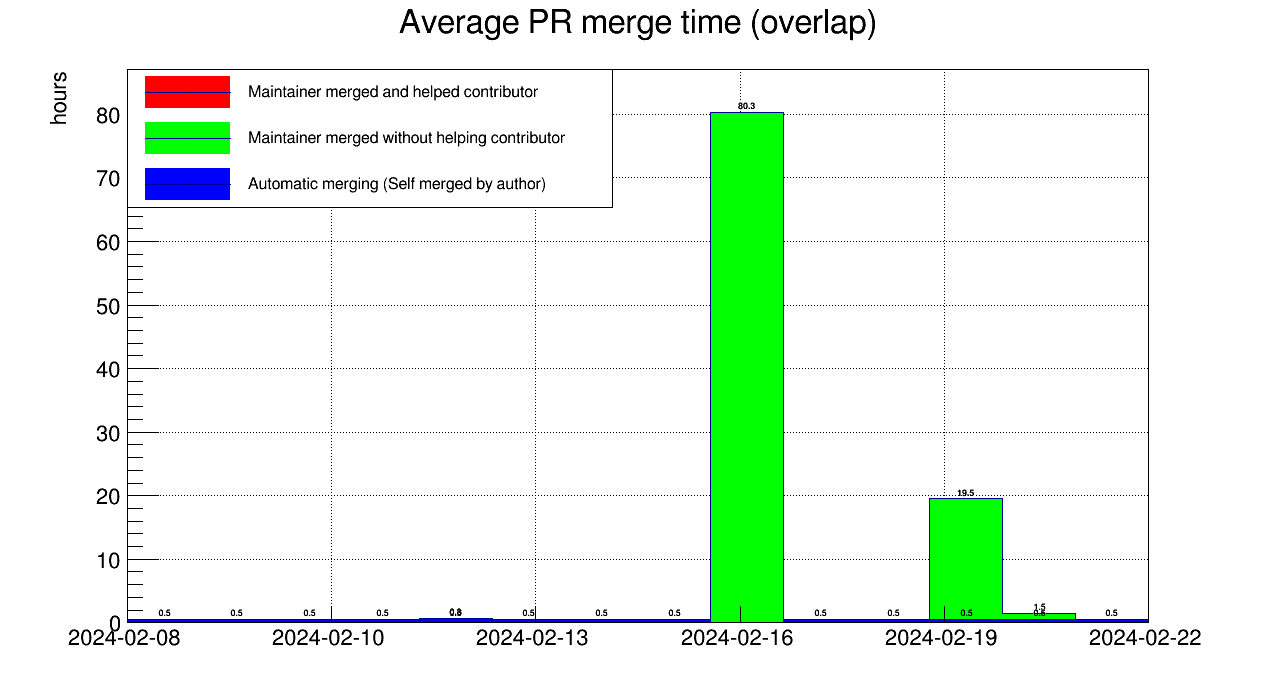 Average PR merge time (overlap)
hours
Maintainer merged and helped contributor
Maintainer merged without helping contributor
Automatic merging (Self merged by author)
80
70
60
50
40
30
20
10
0
80.3
19.5
1.5
0.5 0.5 0.5 0.5 0.5 0.5 0.5 0.5 0.5 0.5 0.5
2024-02-08 2024-02-10 2024-02-13 2024-02-16 2024-02-19 2024-02-22